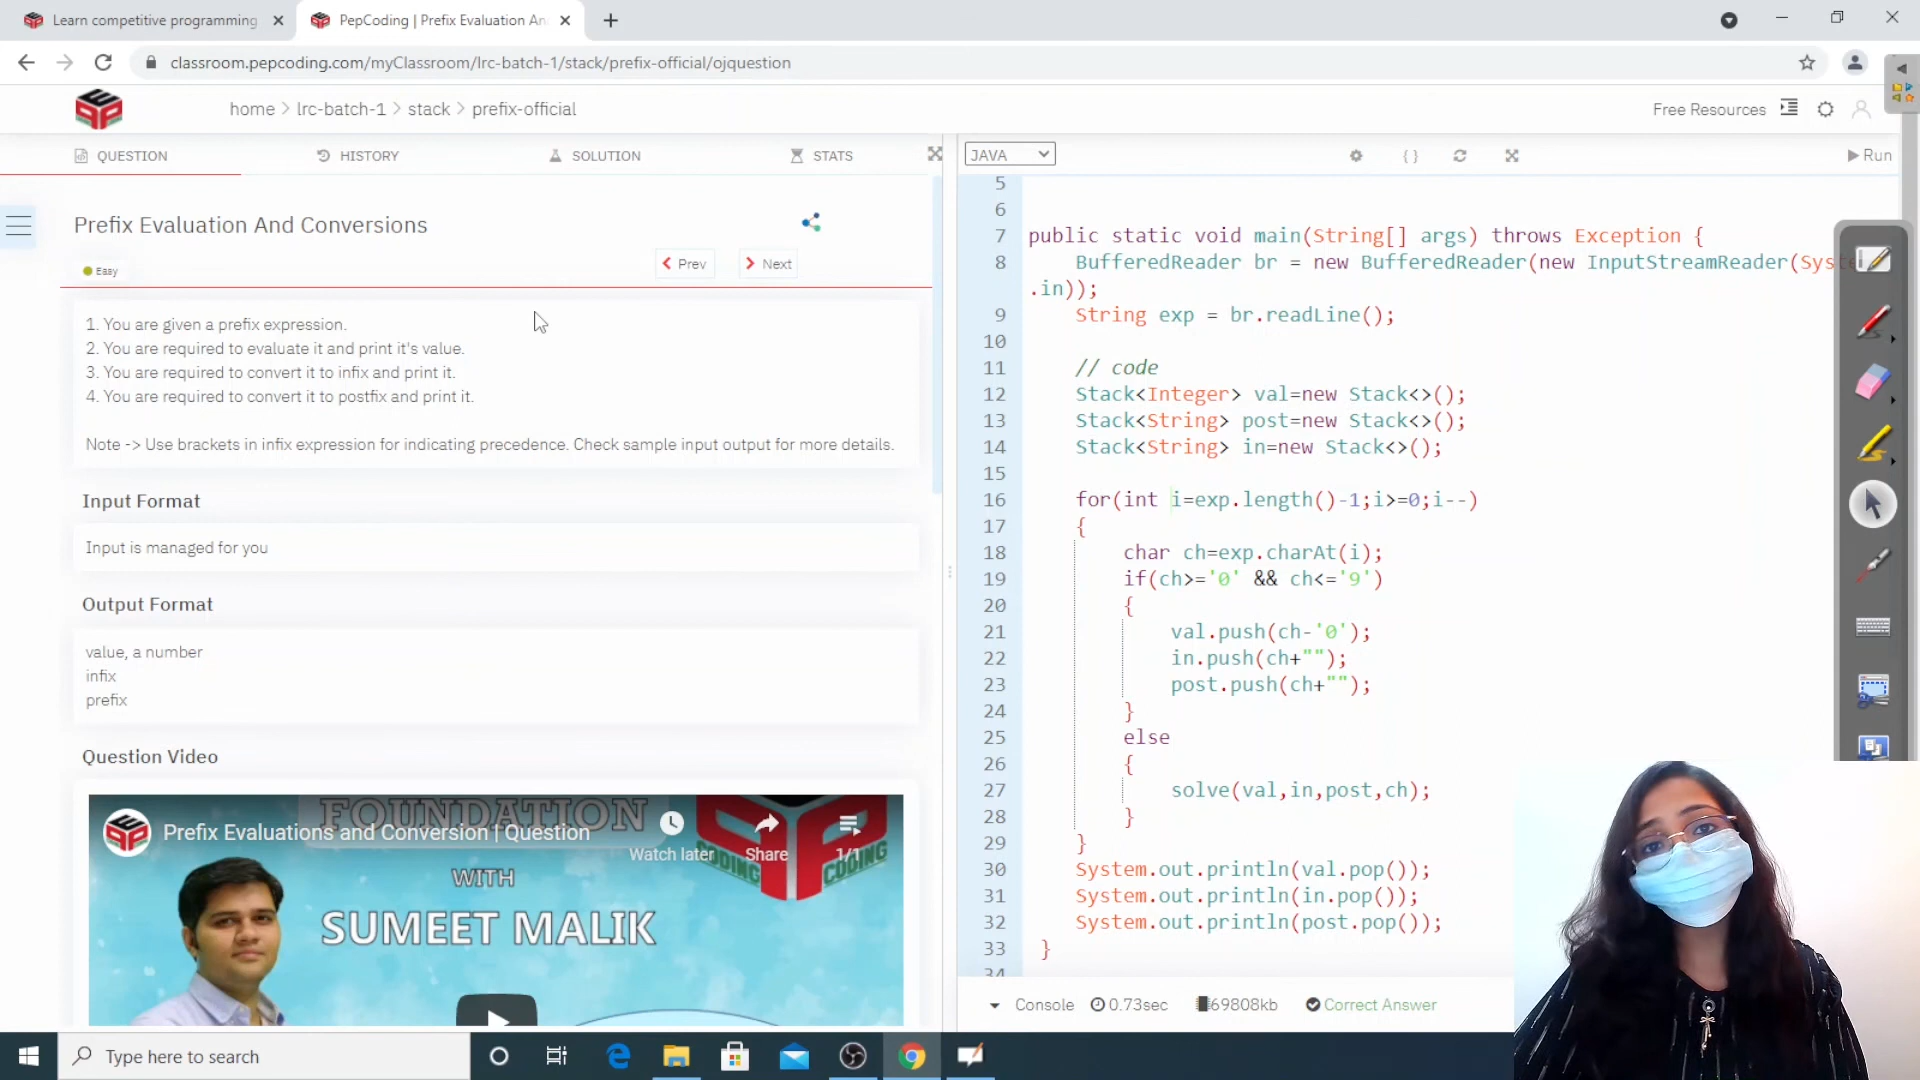 Learn competitive programming
PepCoding | Prefix Evaluation An
classroom.pepcoding.com/myClassroom/lrc-batch-1/stack/prefix-official/ojquestion
home > lrc-batch-1 > stack > prefix-official
Free Resources
QUESTION
HISTORY
SOLUTION
STATS
JAVA
Run
Prefix Evaluation And Conversions
Easy
Prev
Next
1. You are given a prefix expression.
2. You are required to evaluate it and print it's value.
3. You are required to convert it to infix and print it.
4. You are required to convert it to postfix and print it.
Note -> Use brackets in infix expression for indicating precedence. Check sample input output for more details.
Input Format
Input is managed for you
Output Format
value, a number
infix
prefix
Question Video
FOUNDATION
Prefix Evaluations and Conversion | Question
Watch later
Share
1/1
CODING
CODING
WITH
SUMEET MALIK
5
6
7 public static void main(String[] args) throws Exception {
8 BufferedReader br = new BufferedReader(new InputStreamReader(Syst
.in));
9 String exp = br.readLine();
10
11 // code
12 Stack<Integer> val=new Stack<>();
13 Stack<String> post=new Stack<>();
14 Stack<String> in=new Stack<>();
15
16 for(int i=exp.length()-1;i>=0;i--)
17 {
18 char ch=exp.charAt(i);
19 if(ch>='0' && ch<='9')
20 {
21 val.push(ch-'0');
22 in.push(ch+"");
23 post.push(ch+"");
24 }
25 else
26 {
27 solve(val,in,post,ch);
28 }
29 }
30 System.out.println(val.pop());
31 System.out.println(in.pop());
32 System.out.println(post.pop());
33 }
34
Console
0.73sec
69808kb
Correct Answer
Type here to search